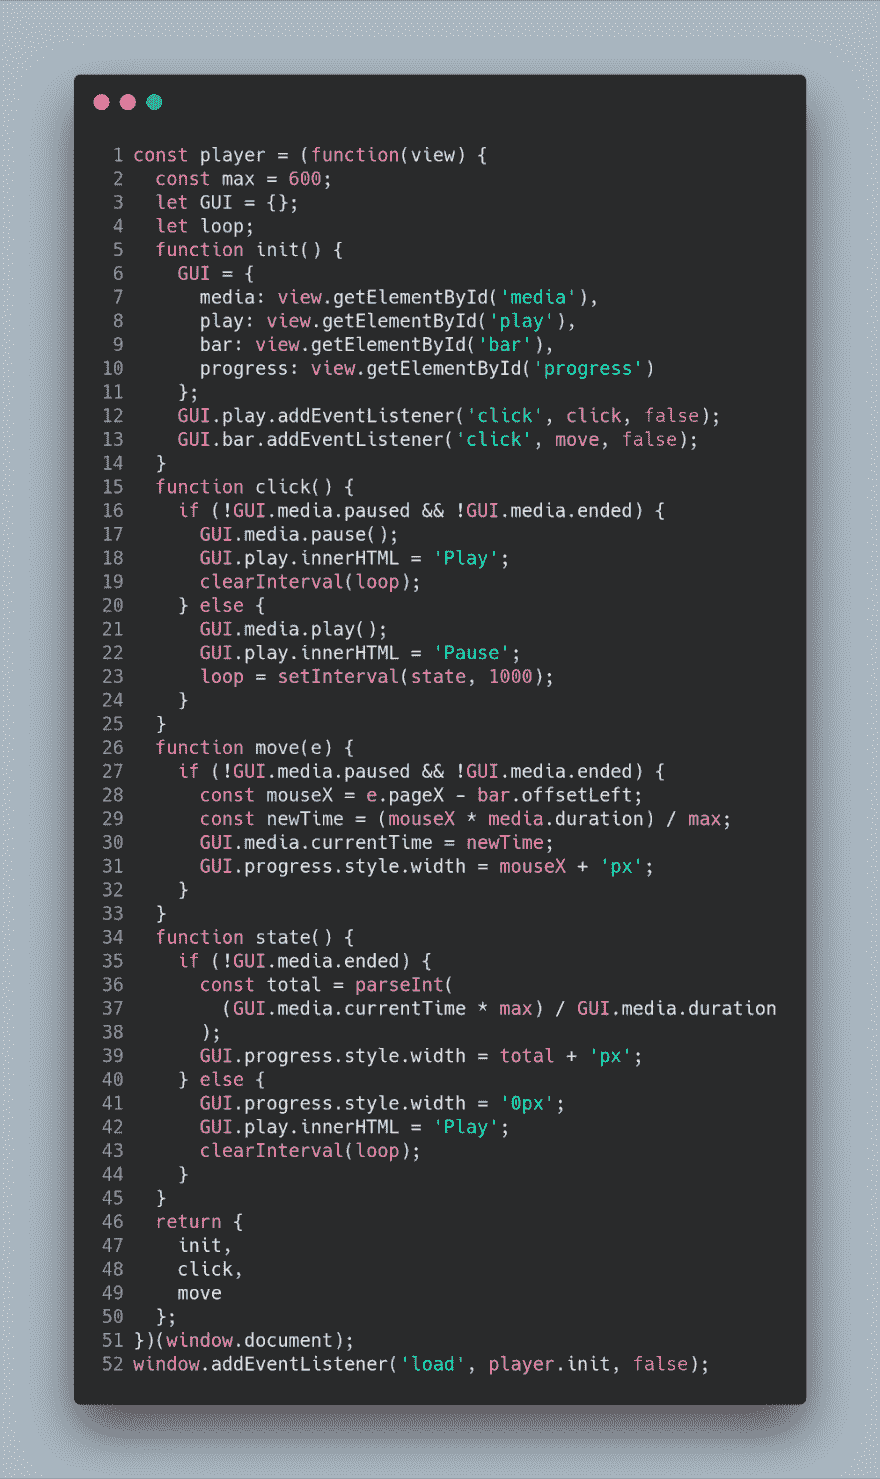 1 const player = (function(view) {
2   const max = 600;
3   let GUI = {};
4   let loop;
5   function init() {
6     GUI = {
7       media: view.getElementById('media'),
8       play: view.getElementById('play'),
9       bar: view.getElementById('bar'),
10       progress: view.getElementById('progress')
11     };
12     GUI.play.addEventListener('click', click, false);
13     GUI.bar.addEventListener('click', move, false);
14   }
15   function click() {
16     if (!GUI.media.paused && !GUI.media.ended) {
17       GUI.media.pause();
18       GUI.play.innerHTML = 'Play';
19       clearInterval(loop);
20     } else {
21       GUI.media.play();
22       GUI.play.innerHTML = 'Pause';
23       loop = setInterval(state, 1000);
24     }
25   }
26   function move(e) {
27     if (!GUI.media.paused && !GUI.media.ended) {
28       const mouseX = e.pageX - bar.offsetLeft;
29       const newTime = (mouseX * media.duration) / max;
30       GUI.media.currentTime = newTime;
31       GUI.progress.style.width = mouseX + 'px';
32     }
33   }
34   function state() {
35     if (!GUI.media.ended) {
36       const total = parseInt(
37         (GUI.media.currentTime * max) / GUI.media.duration
38       );
39       GUI.progress.style.width = total + 'px';
40     } else {
41       GUI.progress.style.width = '0px';
42       GUI.play.innerHTML = 'Play';
43       clearInterval(loop);
44     }
45   }
46   return {
47     init,
48     click,
49     move
50   };
51 })(window.document);
52 window.addEventListener('load', player.init, false);